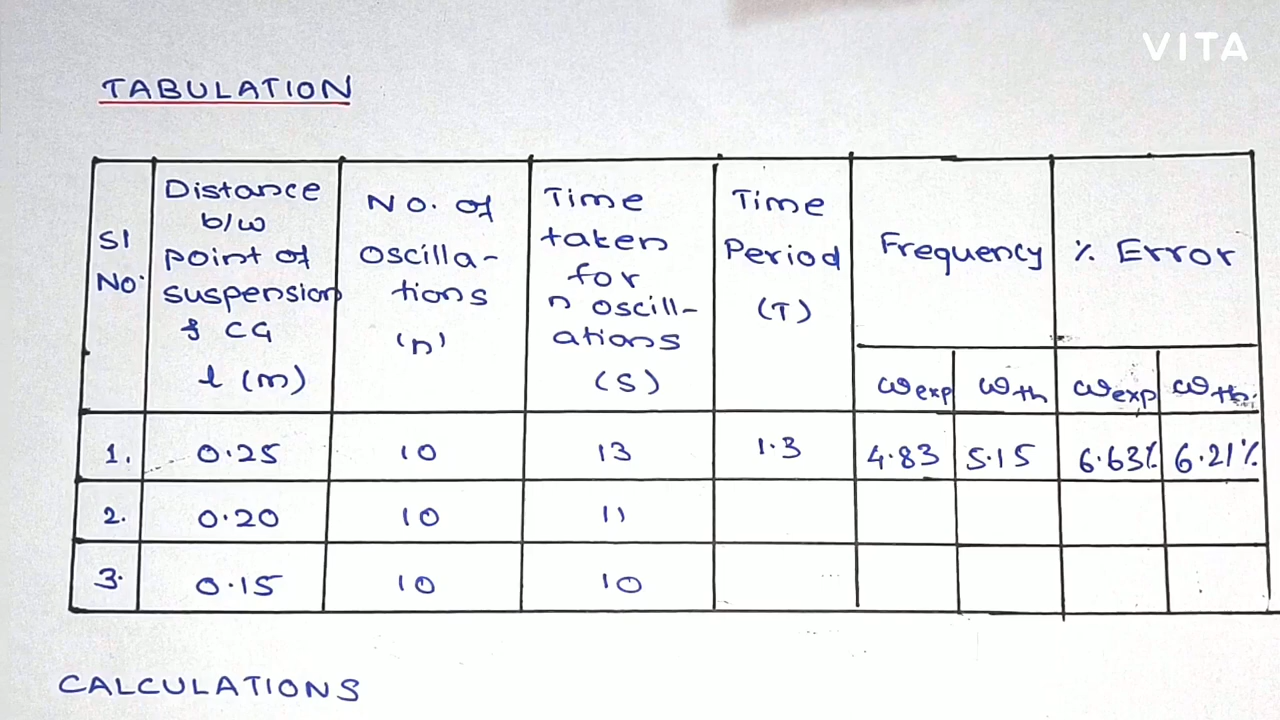 VITA
TABULATION
Sl
No.
Distance
b/w
point of
suspension
& CG
l (m)
No. of
Oscilla-
tions
(n)
Time
taken
for
n oscill-
ations
(S)
Time
Period
(T)
Frequency
% Error
ωexp ωth ωexp ωth.
1. 0.25 10 13 1.3 4.83 5.15 6.63% 6.21%
2. 0.20 10 11
3. 0.15 10 10
CALCULATIONS